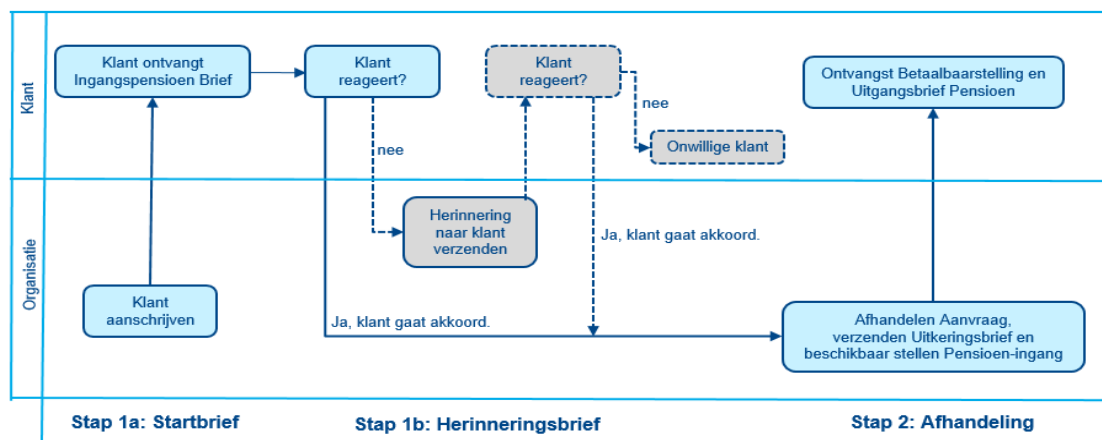 Klant
Klant ontvangt
Ingangspensioen Brief
Klant
reageert?
nee
Klant
reageert?
nee
Onwillige klant
Ontvangst Betaalbaarstelling en
Uitgangsbrief Pensioen
Organisatie
Klant
aanschrijven
Herinnering
naar klant
verzenden
Ja, klant gaat akkoord.
Ja, klant gaat akkoord.
Afhandelen Aanvraag,
verzenden Uitkeringsbrief en
beschikbaar stellen Pensioen-ingang
Stap 1a: Startbrief
Stap 1b: Herinneringsbrief
Stap 2: Afhandeling